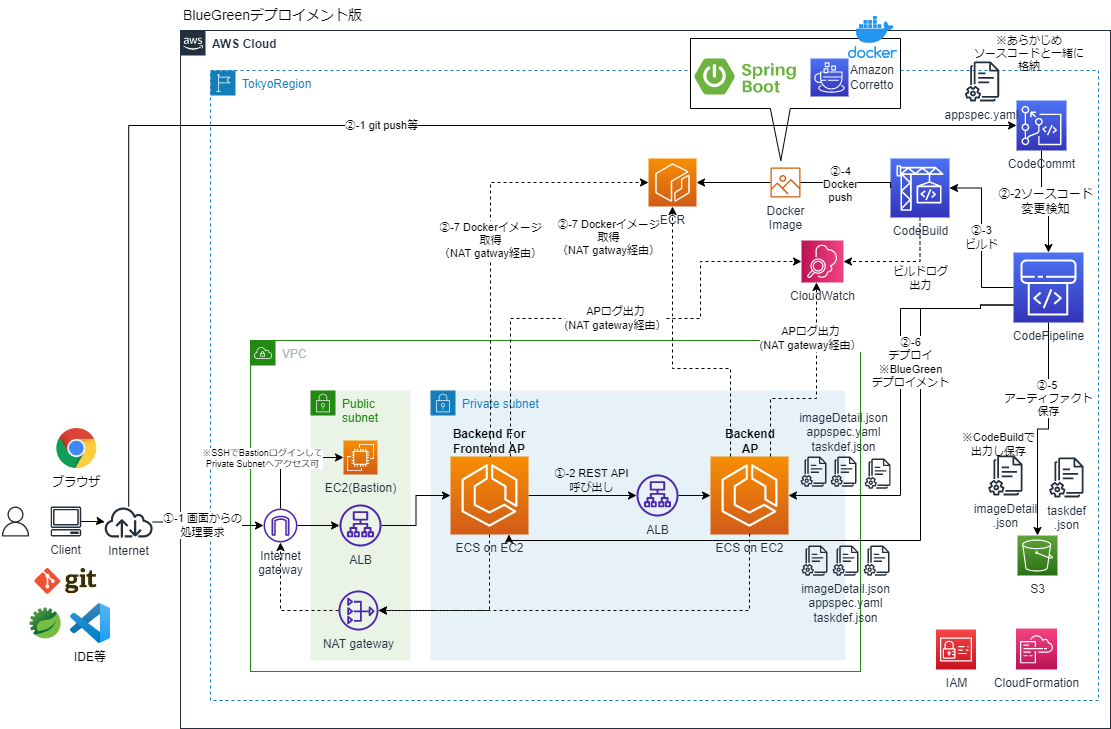 BlueGreenデプロイメント版
aws
AWS Cloud
TokyoRegion
Spring
Boot
docker
Amazon
Corretto
※あらかじめ
ソースコードと一緒に
格納
appspec.yaml
CodeCommt
②-1 git push等
②-2ソースコード
変更検知
②-3
ビルド
②-4
Docker
push
Docker
Image
ECR
CodeBuild
②-7 Dockerイメージ
取得
（NAT gatway経由）
②-7 Dockerイメージ
取得
（NAT gatway経由）
CloudWatch
ビルドログ
出力
CodePipeline
APログ出力
（NAT gateway経由）
APログ出力
（NAT gateway経由）
②-6
デプロイ
※BlueGreen
デプロイメント
②-5
アーティファクト
保存
VPC
Public
subnet
Private subnet
※SSHでBastionログインして
Private Subnetへアクセス可
EC2(Bastion)
Backend For
Frontend AP
ECS on EC2
①-2 REST API
呼び出し
ALB
Backend
AP
ECS on EC2
imageDetail.json
appspec.yaml
taskdef.json
imageDetail.json
appspec.yaml
taskdef.json
※CodeBuildで
出力し保存
imageDetail
.json
taskdef
.json
S3
ブラウザ
Client
Internet
①-1 画面からの
処理要求
Internet
gateway
ALB
NAT gateway
git
IDE等
IAM
CloudFormation